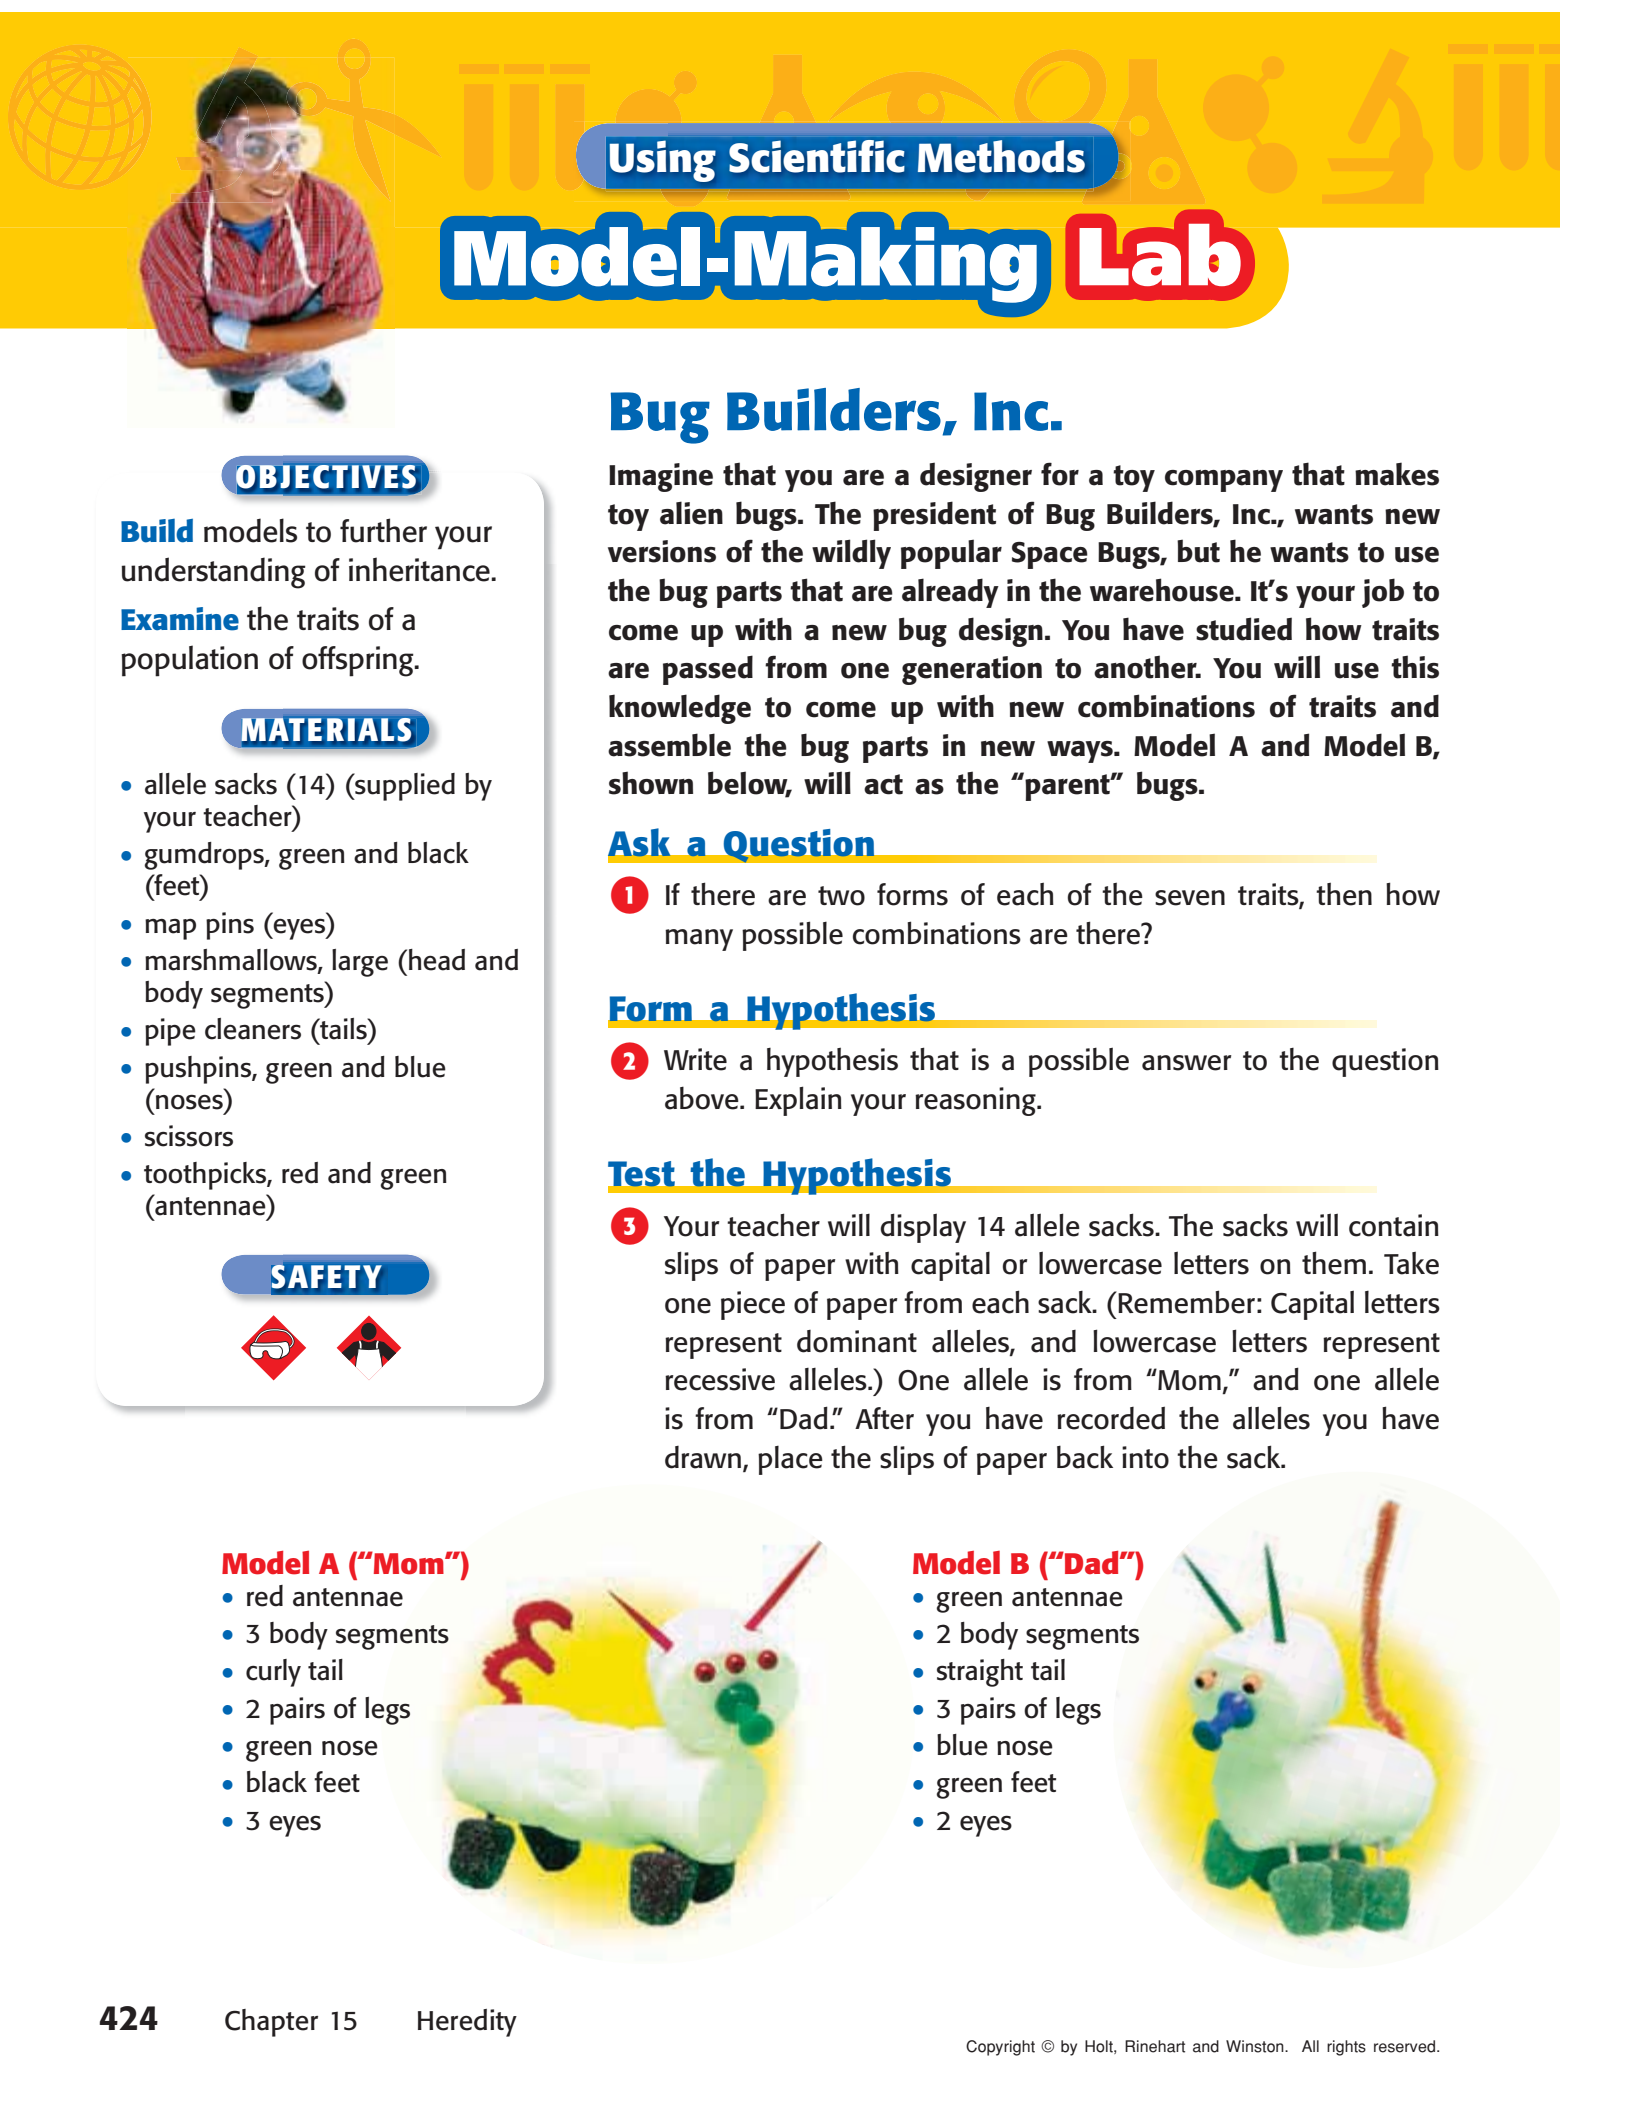 Using Scientific Methods
Model-Making Lab
OBJECTIVES
Build models to further your
understanding of inheritance.
Examine the traits of a
population of offspring.
MATERIALS
• allele sacks (14) (supplied by
your teacher)
• gumdrops, green and black
(feet)
• map pins (eyes)
• marshmallows, large (head and
body segments)
• pipe cleaners (tails)
• pushpins, green and blue
(noses)
• scissors
• toothpicks, red and green
(antennae)
SAFETY
Bug Builders, Inc.
Imagine that you are a designer for a toy company that makes
toy alien bugs. The president of Bug Builders, Inc., wants new
versions of the wildly popular Space Bugs, but he wants to use
the bug parts that are already in the warehouse. It’s your job to
come up with a new bug design. You have studied how traits
are passed from one generation to another. You will use this
knowledge to come up with new combinations of traits and
assemble the bug parts in new ways. Model A and Model B,
shown below, will act as the “parent” bugs.
Ask a Question
1 If there are two forms of each of the seven traits, then how
many possible combinations are there?
Form a Hypothesis
2 Write a hypothesis that is a possible answer to the question
above. Explain your reasoning.
Test the Hypothesis
3 Your teacher will display 14 allele sacks. The sacks will contain
slips of paper with capital or lowercase letters on them. Take
one piece of paper from each sack. (Remember: Capital letters
represent dominant alleles, and lowercase letters represent
recessive alleles.) One allele is from “Mom,” and one allele
is from “Dad.” After you have recorded the alleles you have
drawn, place the slips of paper back into the sack.
Model A (“Mom”)
• red antennae
• 3 body segments
• curly tail
• 2 pairs of legs
• green nose
• black feet
• 3 eyes
Model B (“Dad”)
• green antennae
• 2 body segments
• straight tail
• 3 pairs of legs
• blue nose
• green feet
• 2 eyes
424 Chapter 15 Heredity
Copyright © by Holt, Rinehart and Winston. All rights reserved.